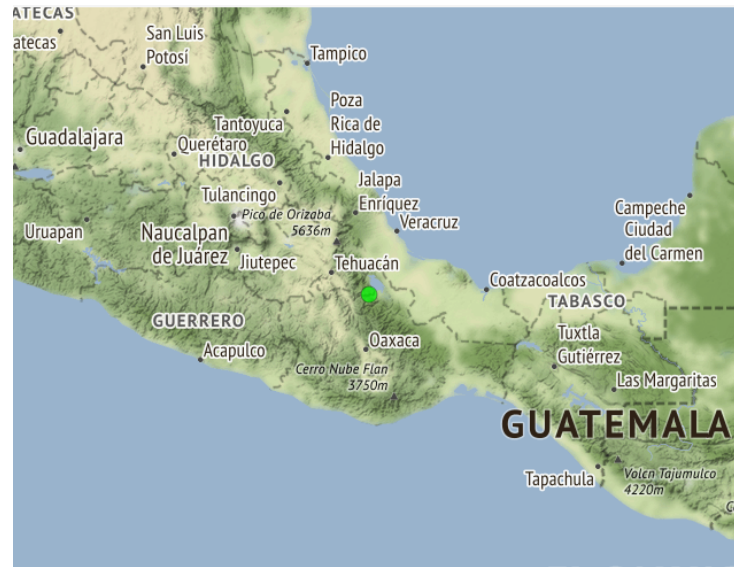 ATECAS
atecas
San Luis
Potosí
Tampico
Poza
Rica de
Hidalgo
Tantoyuca
Guadalajara
Querétaro
HIDALGO
Tulancingo
Jalapa
Enríquez
Pico de Orizaba
5636m
Veracruz
Campeche
Ciudad
del Carmen
Uruapan
Naucalpan
de Juárez
Jiutepec
Tehuacán
Coatzacoalcos
TABASCO
GUERRERO
Acapulco
Oaxaca
Tuxtla
Gutiérrez
Cerro Nube Flan
3750m
Las Margaritas
GUATEMALA
Tapachula
Volcn Tajumulco
4220m